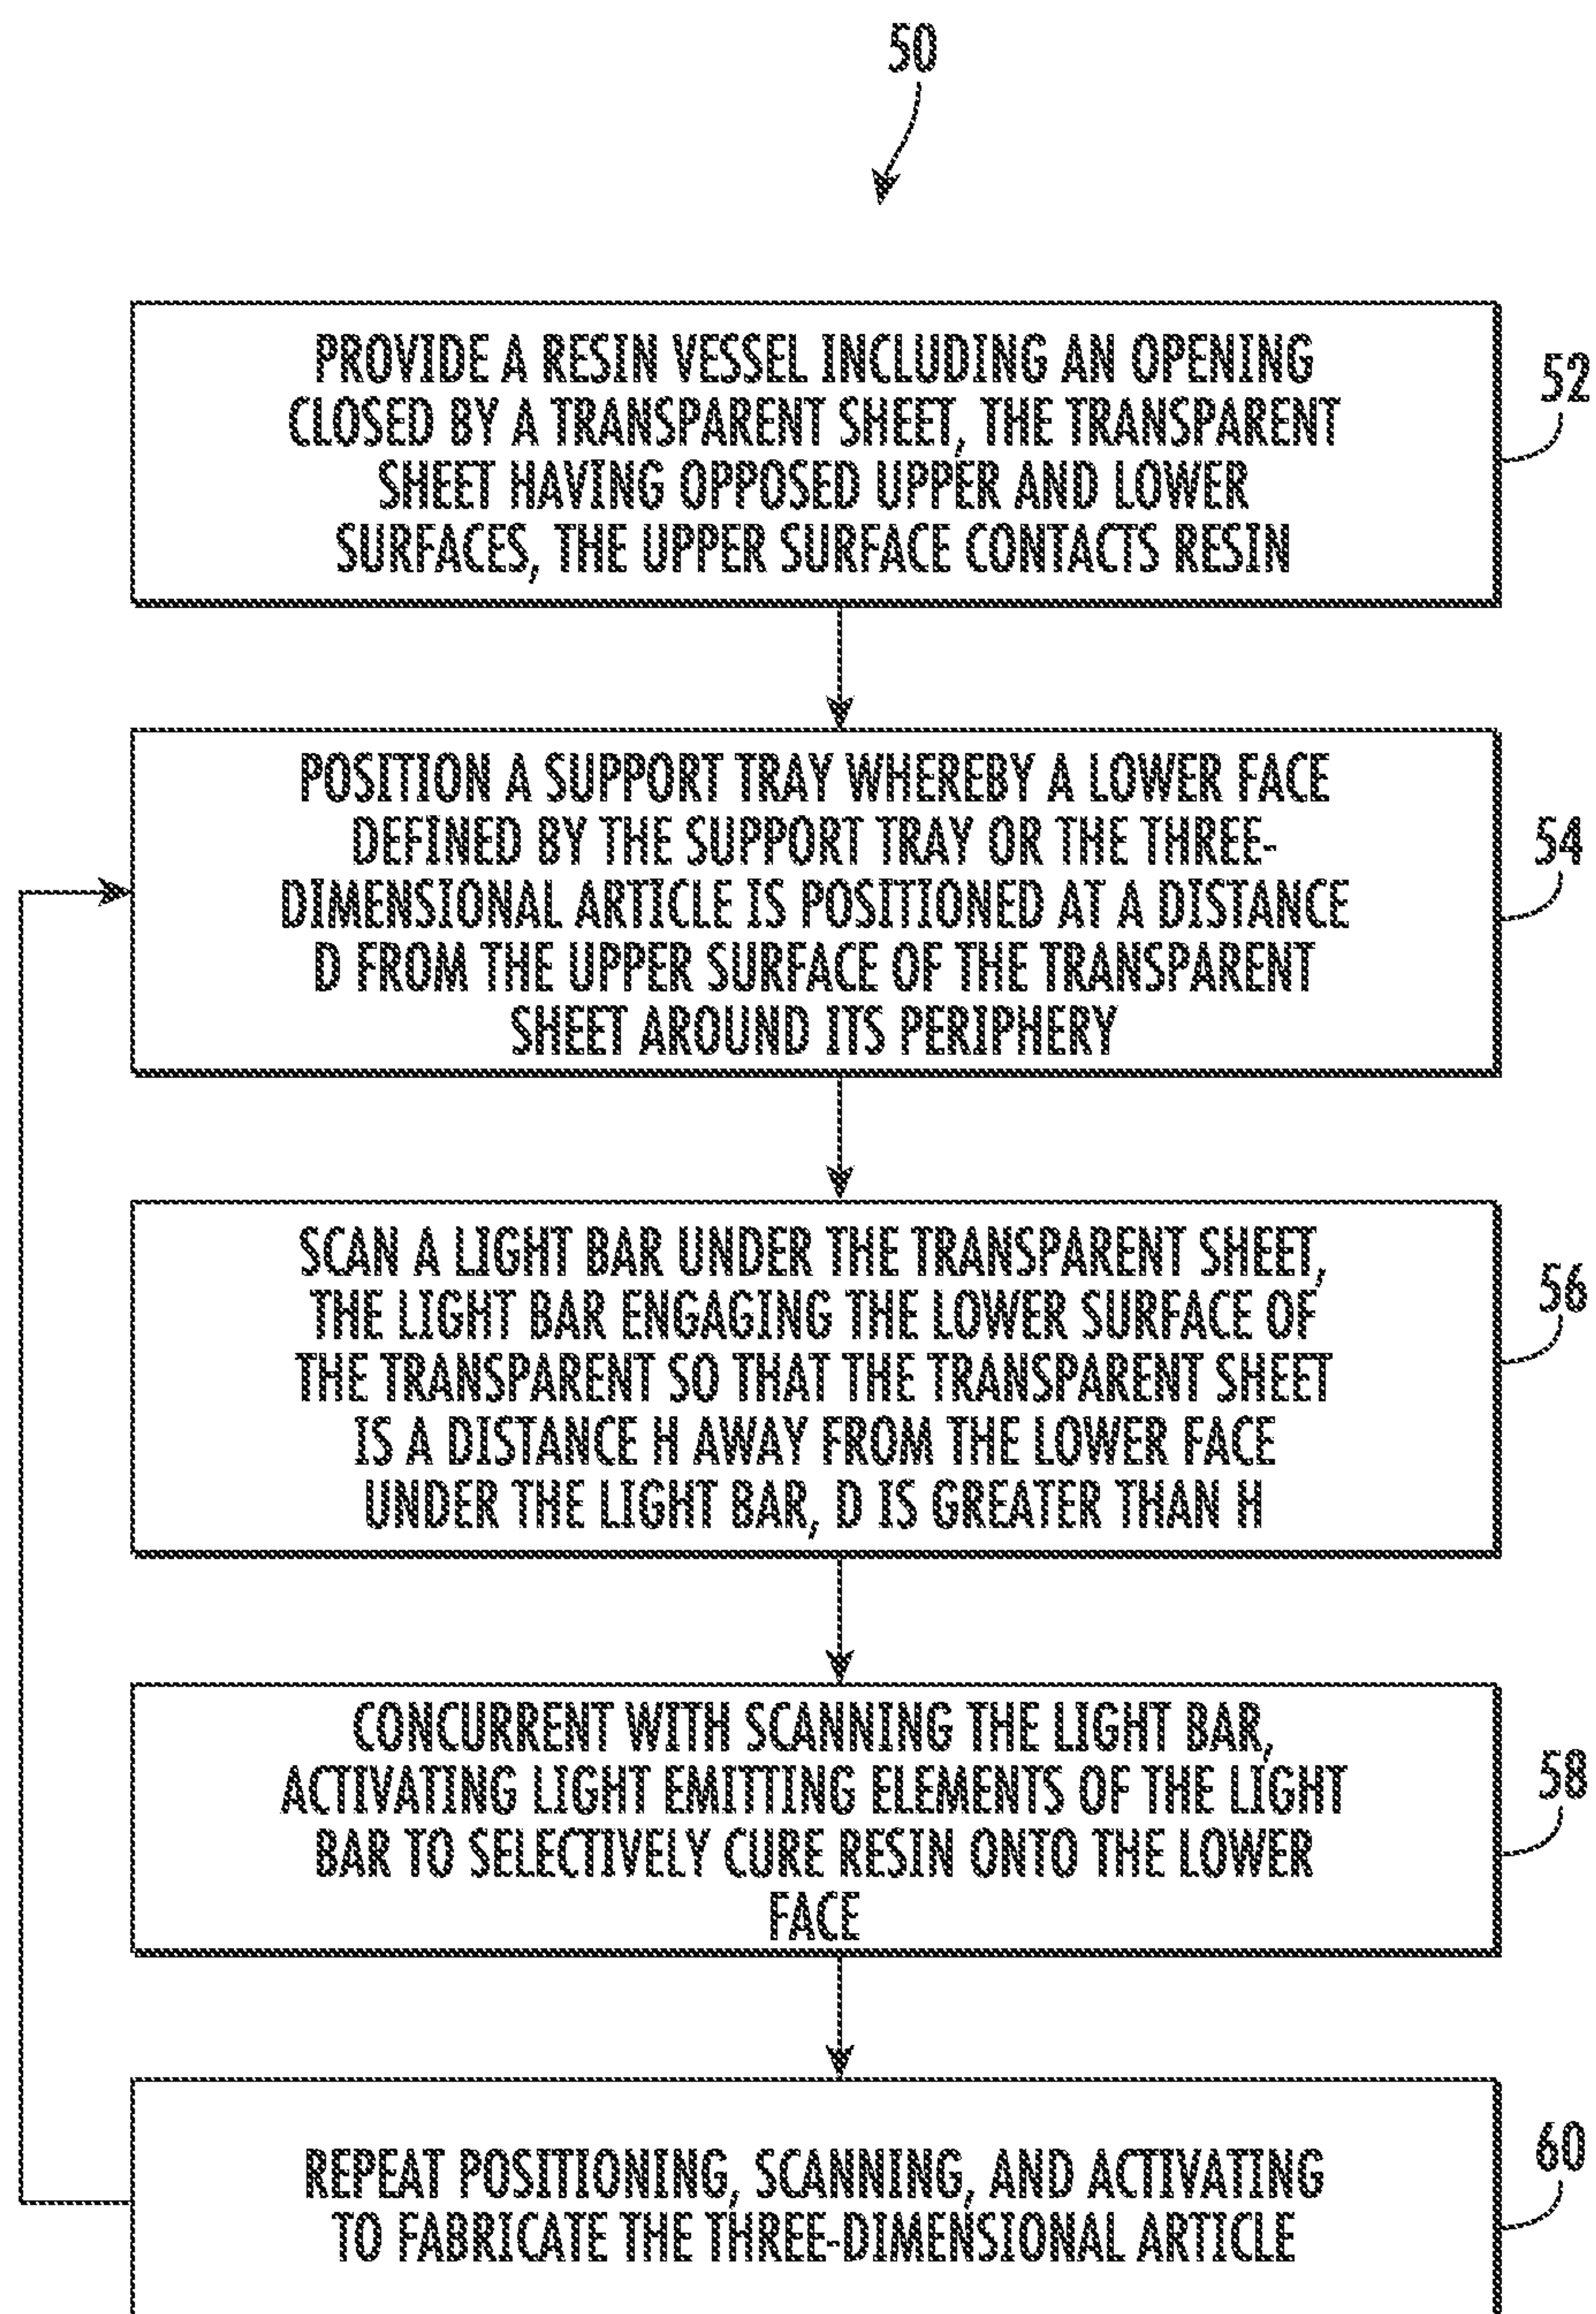 50
PROVIDE A RESIN VESSEL INCLUDING AN OPENING
CLOSED BY A TRANSPARENT SHEET, THE TRANSPARENT
SHEET HAVING OPPOSED UPPER AND LOWER
SURFACES, THE UPPER SURFACE CONTACTS RESIN
52
POSITION A SUPPORT TRAY WHEREBY A LOWER FACE
DEFINED BY THE SUPPORT TRAY OR THE THREE-
DIMENSIONAL ARTICLE IS POSITIONED AT A DISTANCE
D FROM THE UPPER SURFACE OF THE TRANSPARENT
SHEET AROUND ITS PERIPHERY
54
SCAN A LIGHT BAR UNDER THE TRANSPARENT SHEET,
THE LIGHT BAR ENGAGING THE LOWER SURFACE OF
THE TRANSPARENT SO THAT THE TRANSPARENT SHEET
IS A DISTANCE H AWAY FROM THE LOWER FACE
UNDER THE LIGHT BAR, D IS GREATER THAN H
56
CONCURRENT WITH SCANNING THE LIGHT BAR,
ACTIVATING LIGHT EMITTING ELEMENTS OF THE LIGHT
BAR TO SELECTIVELY CURE RESIN ONTO THE LOWER
FACE
58
REPEAT POSITIONING, SCANNING, AND ACTIVATING
TO FABRICATE THE THREE-DIMENSIONAL ARTICLE
60